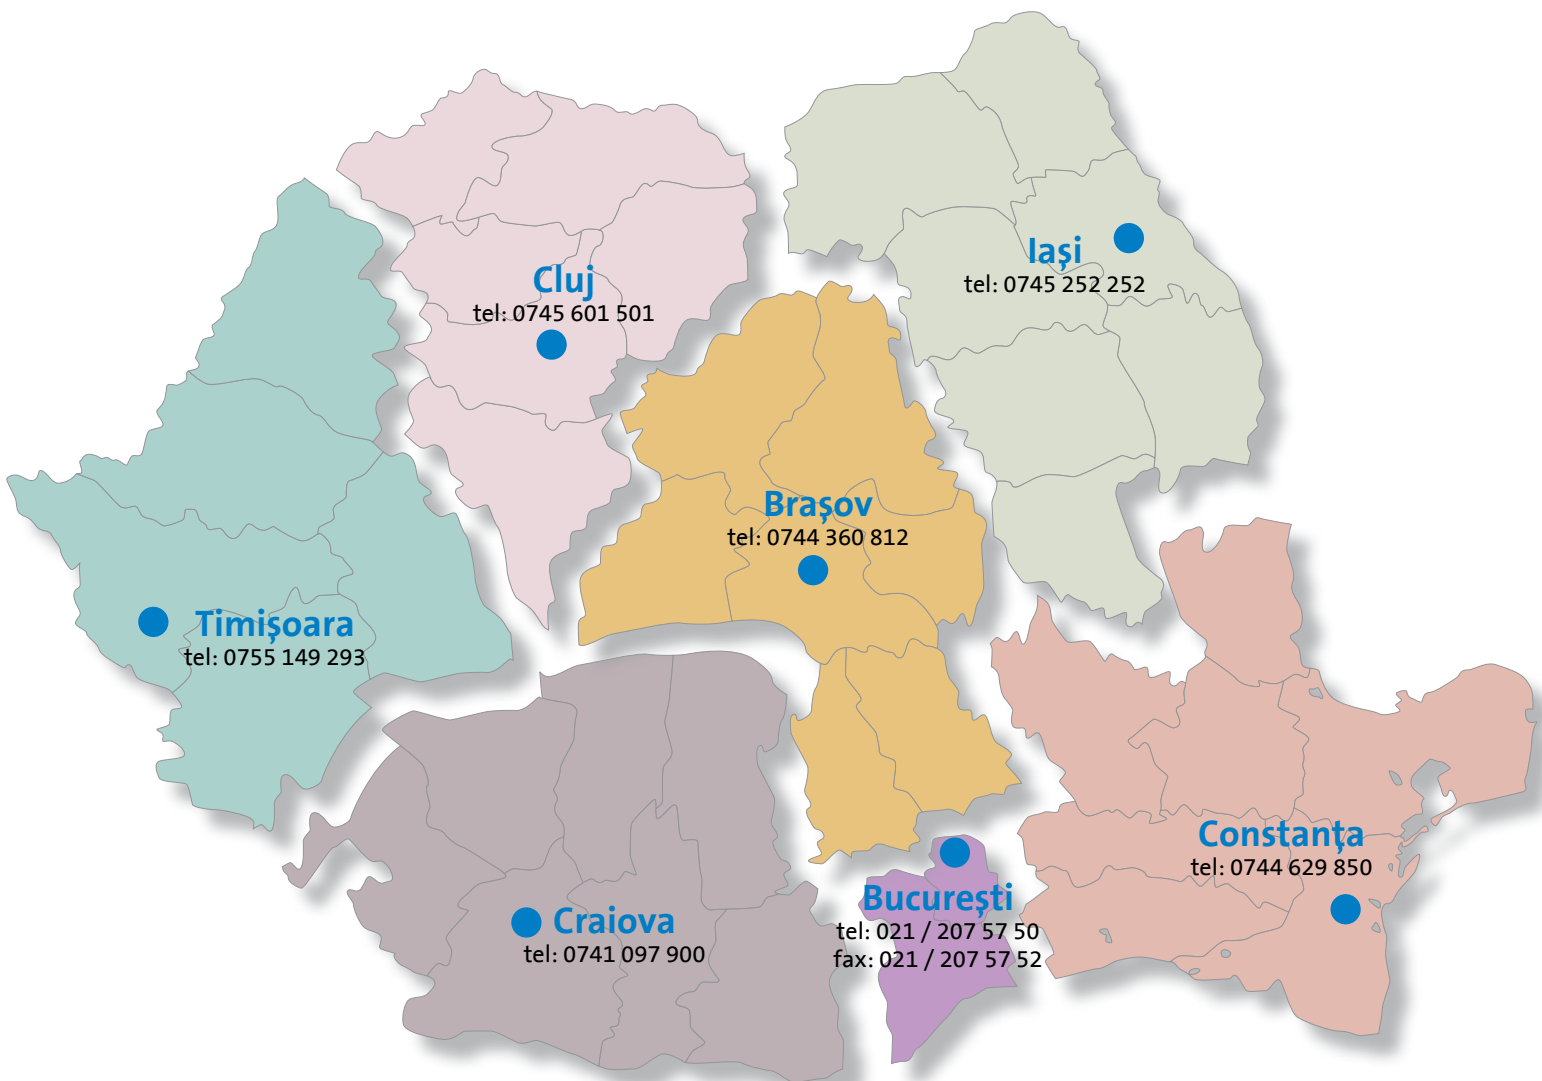 Iași
tel: 0745 252 252
Cluj
tel: 0745 601 501
Brașov
tel: 0744 360 812
Timișoara
tel: 0755 149 293
Constanța
tel: 0744 629 850
București
tel: 021 / 207 57 50
fax: 021 / 207 57 52
Craiova
tel: 0741 097 900